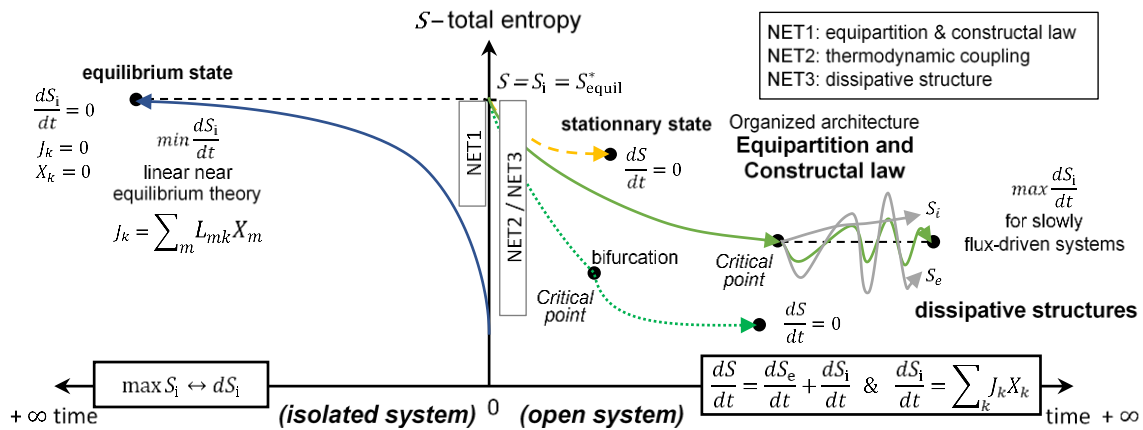 S– total entropy
NET1: equipartition & constructal law
NET2: thermodynamic coupling
NET3: dissipative structure
equilibrium state
S = Sᵢ = S*equil
dSᵢ/dt = 0
Jₖ = 0
Xₖ = 0
min dSᵢ/dt
linear near
equilibrium theory
Jₖ = ∑ₘ Lₘₖ Xₘ
NET1
NET2 / NET3
stationnary state
dS/dt = 0
Organized architecture
Equipartition and
Constructal law
max dSᵢ/dt
for slowly
flux-driven systems
Sᵢ
Sₑ
Critical
point
bifurcation
Critical
point
dissipative structures
dS/dt = 0
max Sᵢ ↔ dSᵢ
dS/dt = dSₑ/dt + dSᵢ/dt & dSᵢ/dt = ∑ₖ JₖXₖ
+ ∞ time
(isolated system)
0
(open system)
time + ∞